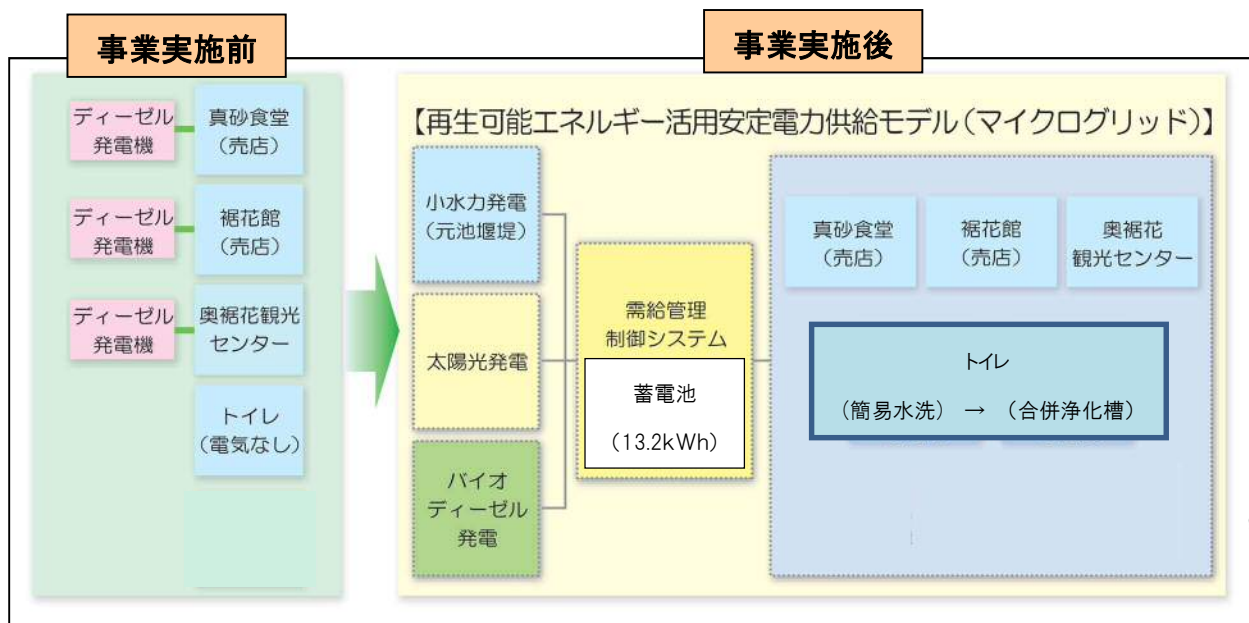 事業実施前
ディーゼル
発電機
真砂食堂
(売店)
ディーゼル
発電機
裾花館
(売店)
ディーゼル
発電機
奥裾花観光
センター
トイレ
(電気なし)
事業実施後
【再生可能エネルギー活用安定電力供給モデル(マイクログリッド)】
小水力発電
(元池堰堤)
太陽光発電
バイオ
ディーゼル
発電
需給管理
制御システム
蓄電池
(13.2kWh)
真砂食堂
(売店)
裾花館
(売店)
奥裾花
観光センター
トイレ
(簡易水洗) → (合併浄化槽)